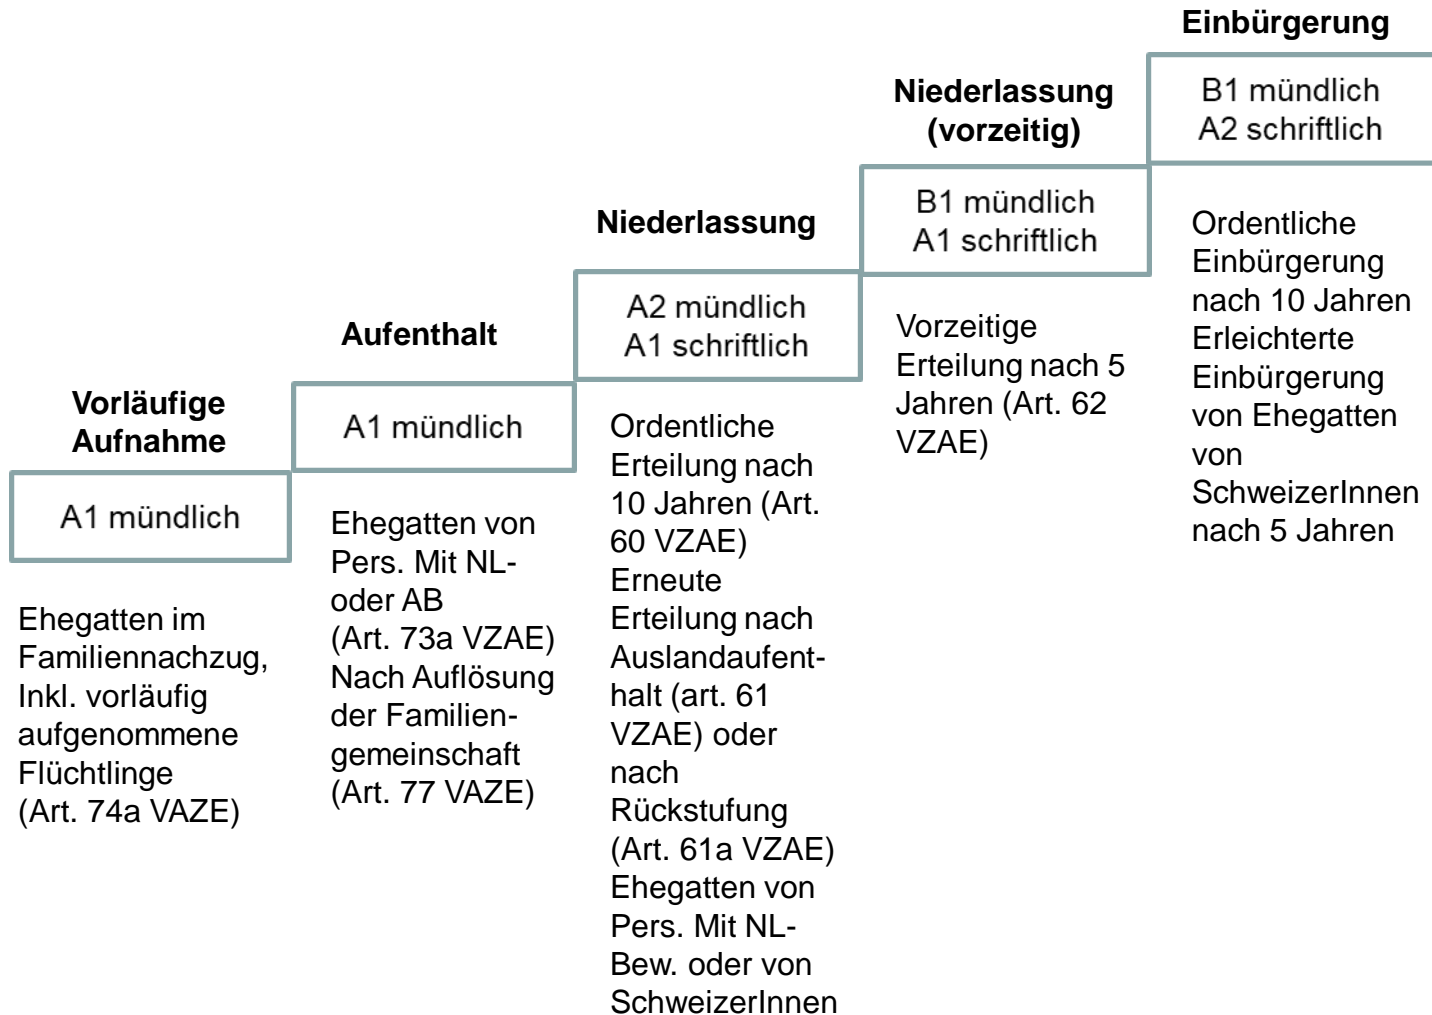 Vorläufige
Aufnahme
A1 mündlich
Ehegatten im
Familiennachzug,
Inkl. vorläufig
aufgenommene
Flüchtlinge
(Art. 74a VAZE)
Aufenthalt
A1 mündlich
Ehegatten von
Pers. Mit NL-
oder AB
(Art. 73a VZAE)
Nach Auflösung
der Familien-
gemeinschaft
(Art. 77 VAZE)
Niederlassung
A2 mündlich
A1 schriftlich
Ordentliche
Erteilung nach
10 Jahren (Art.
60 VZAE)
Erneute
Erteilung nach
Auslandaufent-
halt (art. 61
VZAE) oder
nach
Rückstufung
(Art. 61a VZAE)
Ehegatten von
Pers. Mit NL-
Bew. oder von
SchweizerInnen
Niederlassung
(vorzeitig)
B1 mündlich
A1 schriftlich
Vorzeitige
Erteilung nach 5
Jahren (Art. 62
VZAE)
Einbürgerung
B1 mündlich
A2 schriftlich
Ordentliche
Einbürgerung
nach 10 Jahren
Erleichterte
Einbürgerung
von Ehegatten
von
SchweizerInnen
nach 5 Jahren